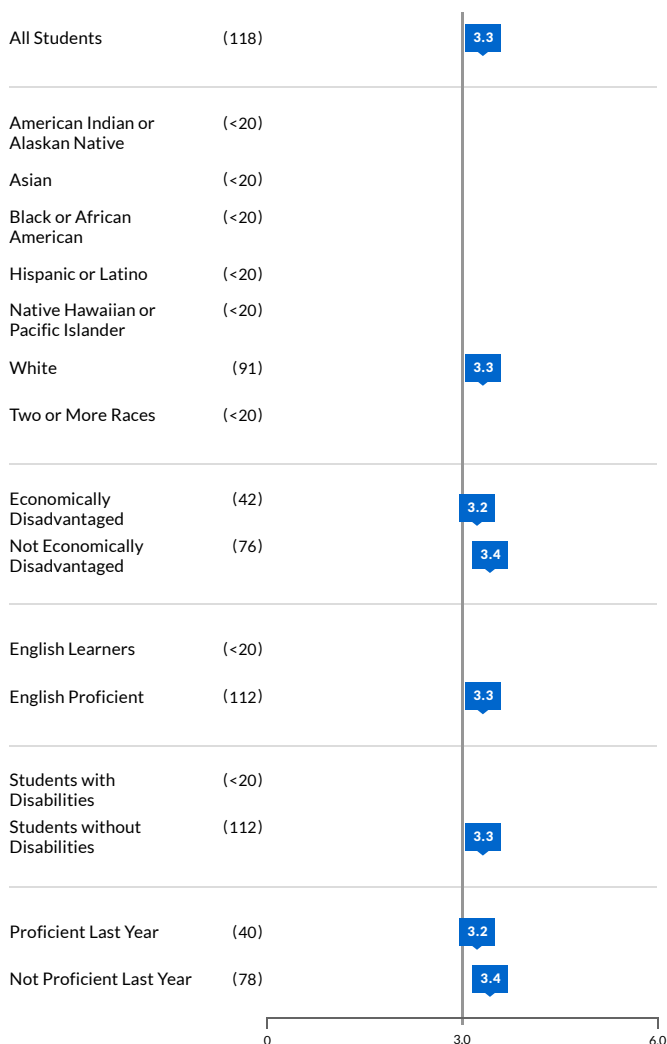 All Students (118) 3.3
American Indian or (<20)
Alaskan Native
Asian (<20)
Black or African (<20)
American
Hispanic or Latino (<20)
Native Hawaiian or (<20)
Pacific Islander
White (91) 3.3
Two or More Races (<20)
Economically (42) 3.2
Disadvantaged
Not Economically (76) 3.4
Disadvantaged
English Learners (<20)
English Proficient (112) 3.3
Students with (<20)
Disabilities
Students without (112) 3.3
Disabilities
Proficient Last Year (40) 3.2
Not Proficient Last Year (78) 3.4
0 3.0 6.0